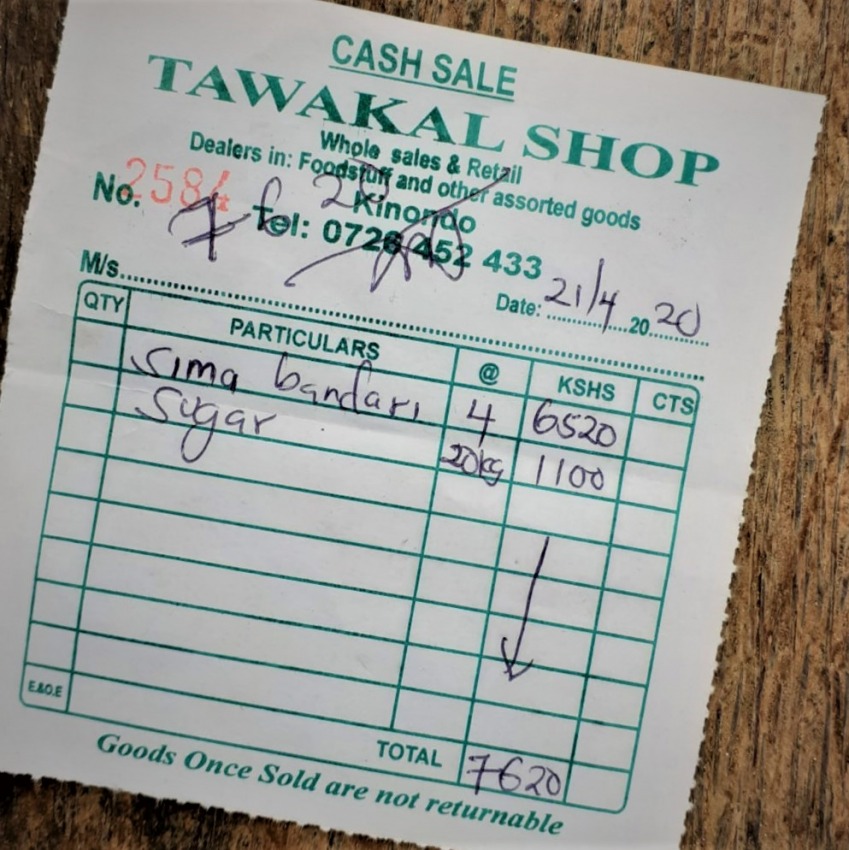 CASH SALE
TAWAKAL SHOP
Whole sales & Retail
Dealers in: Foodstuff and other assorted goods
Kinondo
No. 2584
Tel: 0726 452 433
M/s
Date: 21/4 20 20
QTY PARTICULARS @ KSHS CTS
Sima bandari 4 6520
Sugar 20kg 1100
E.&O.E
TOTAL 7620
Goods Once Sold are not returnable